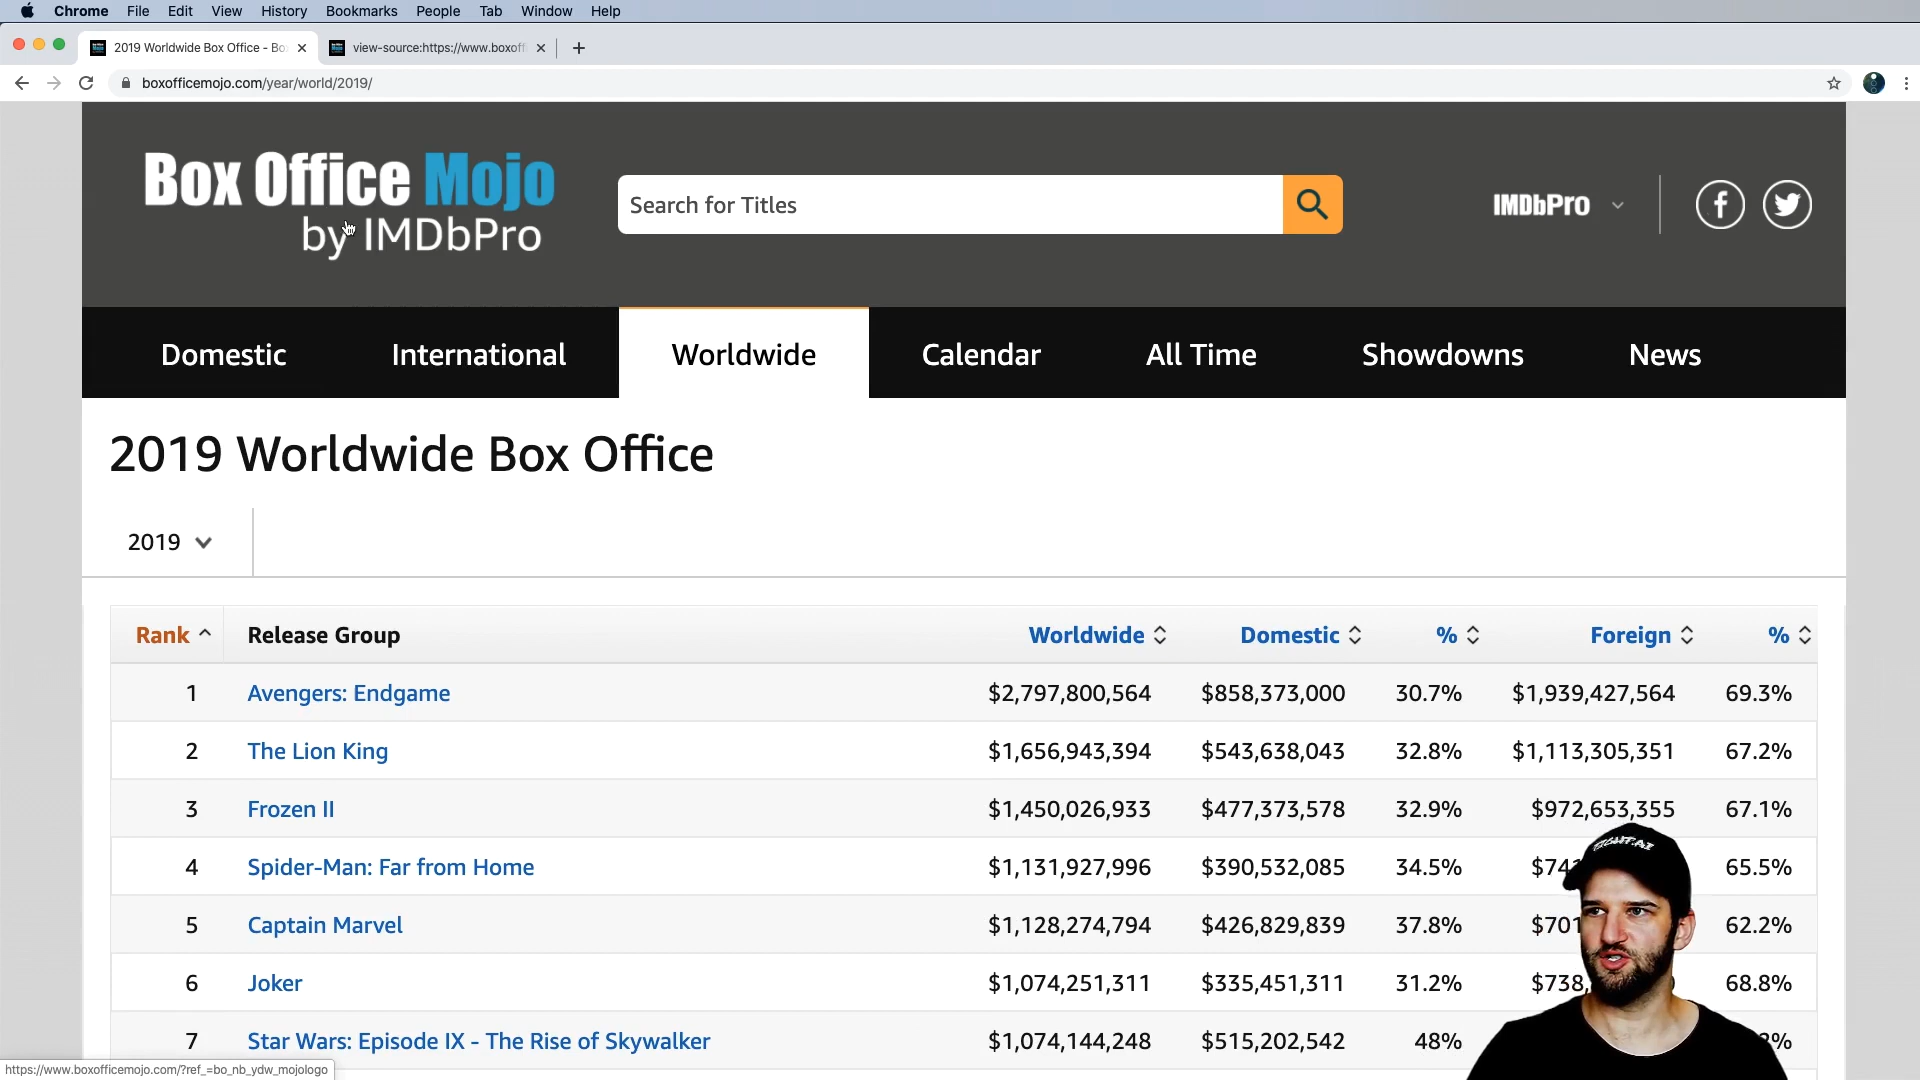 Chrome File Edit View History Bookmarks People Tab Window Help
2019 Worldwide Box Office - Bo
view-source:https://www.boxoff
boxofficemojo.com/year/world/2019/
Box Office Mojo
by IMDbPro
Search for Titles
IMDbPro
Domestic International Worldwide Calendar All Time Showdowns News
2019 Worldwide Box Office
2019
Rank Release Group Worldwide Domestic % Foreign %
1 Avengers: Endgame $2,797,800,564 $858,373,000 30.7% $1,939,427,564 69.3%
2 The Lion King $1,656,943,394 $543,638,043 32.8% $1,113,305,351 67.2%
3 Frozen II $1,450,026,933 $477,373,578 32.9% $972,653,355 67.1%
4 Spider-Man: Far from Home $1,131,927,996 $390,532,085 34.5% 65.5%
5 Captain Marvel $1,128,274,794 $426,829,839 37.8% $701 62.2%
6 Joker $1,074,251,311 $335,451,311 31.2% $738, 68.8%
7 Star Wars: Episode IX - The Rise of Skywalker $1,074,144,248 $515,202,542 48%
https://www.boxofficemojo.com/?ref_=bo_nb_ydw_mojologo